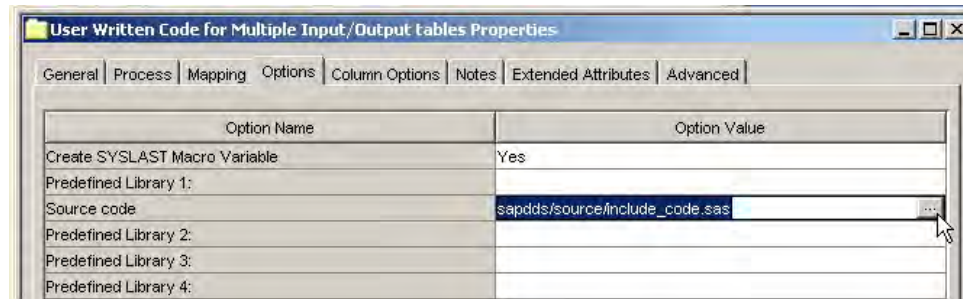 User Written Code for Multiple Input/Output tables Properties
General Process Mapping Options Column Options Notes Extended Attributes Advanced
Option Name Option Value
Create SYSLAST Macro Variable Yes
Predefined Library 1:
Source code sapdds/source/include_code.sas ...
Predefined Library 2:
Predefined Library 3:
Predefined Library 4: